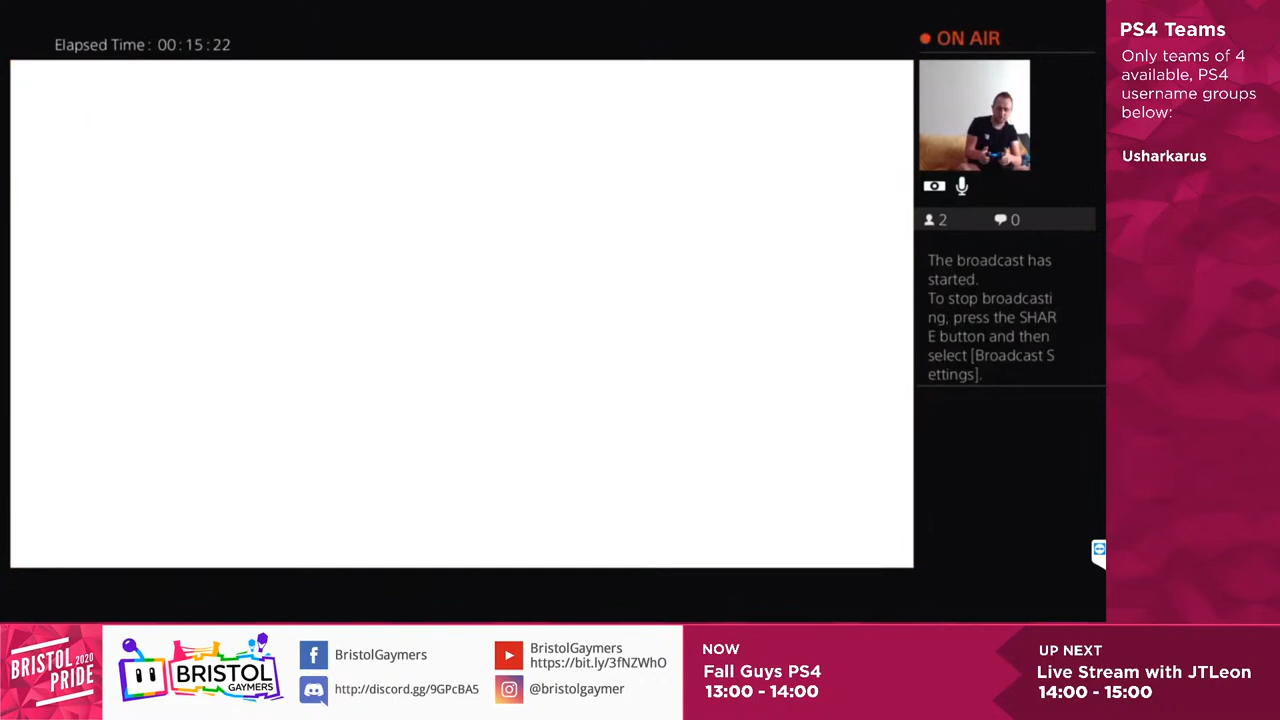 Elapsed Time: 00:15:22
ON AIR
2
0
The broadcast has
started.
To stop broadcasti
ng, press the SHAR
E button and then
select [Broadcast S
ettings].
PS4 Teams
Only teams of 4
available, PS4
username groups
below:
Usharkarus
BRISTOL 2020
PRIDE
BRISTOL
GAYMERS
BristolGaymers
http://discord.gg/9GPcBA5
BristolGaymers
https://bit.ly/3fNZWhO
@bristolgaymer
NOW
Fall Guys PS4
13:00 - 14:00
UP NEXT
Live Stream with JTLeon
14:00 - 15:00